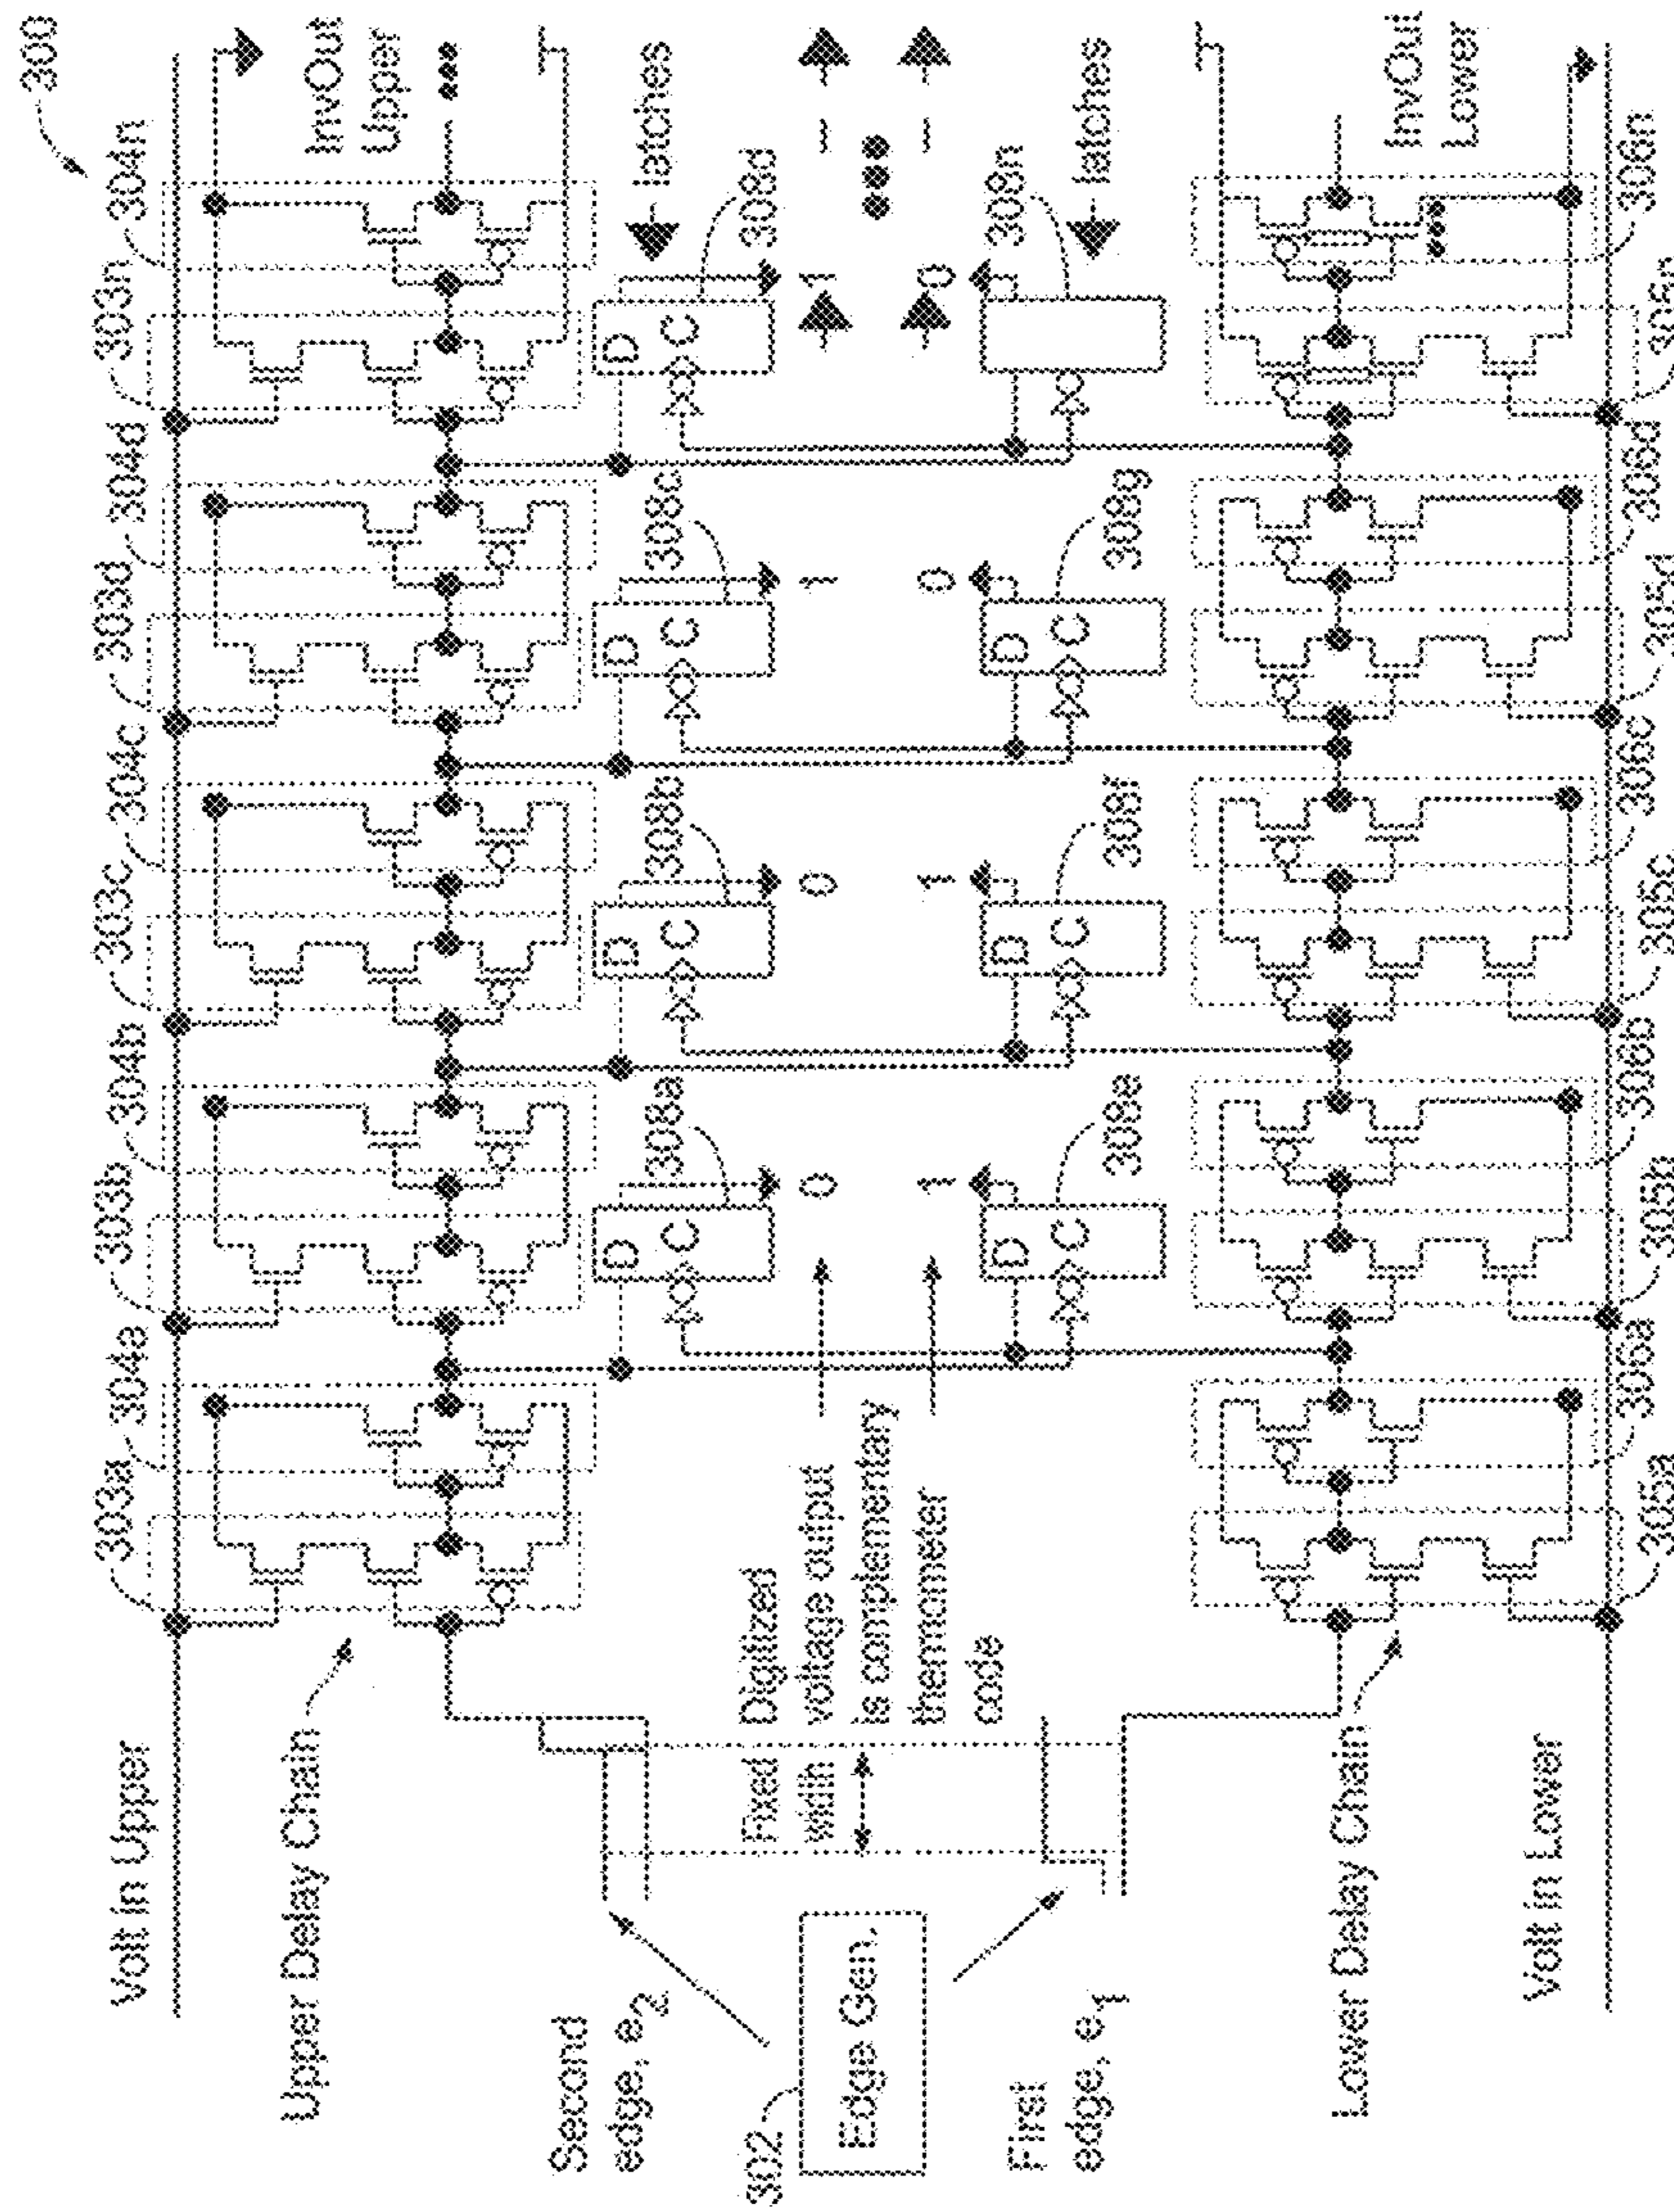 300
303a
304a
303b
304b
303c
304c
303d
304d
303n
304n
Volt in Upper
InvOut
Upper
Upper Delay Chain
Second
edge, e2
302
Edge Gen.
First
edge, e1
Fixed
width
Digitized
voltage output
is complementary
thermometer
code
D
C
308a
D
C
308b
D
C
308c
D
C
308d
latches
0
0
1
1
1
1
0
0
D
C
308e
D
C
308f
D
C
308g
308n
latches
Lower Delay Chain
InvOut
Lower
Volt in Lower
305a
306a
305b
306b
305c
306c
305d
306d
305n
306n